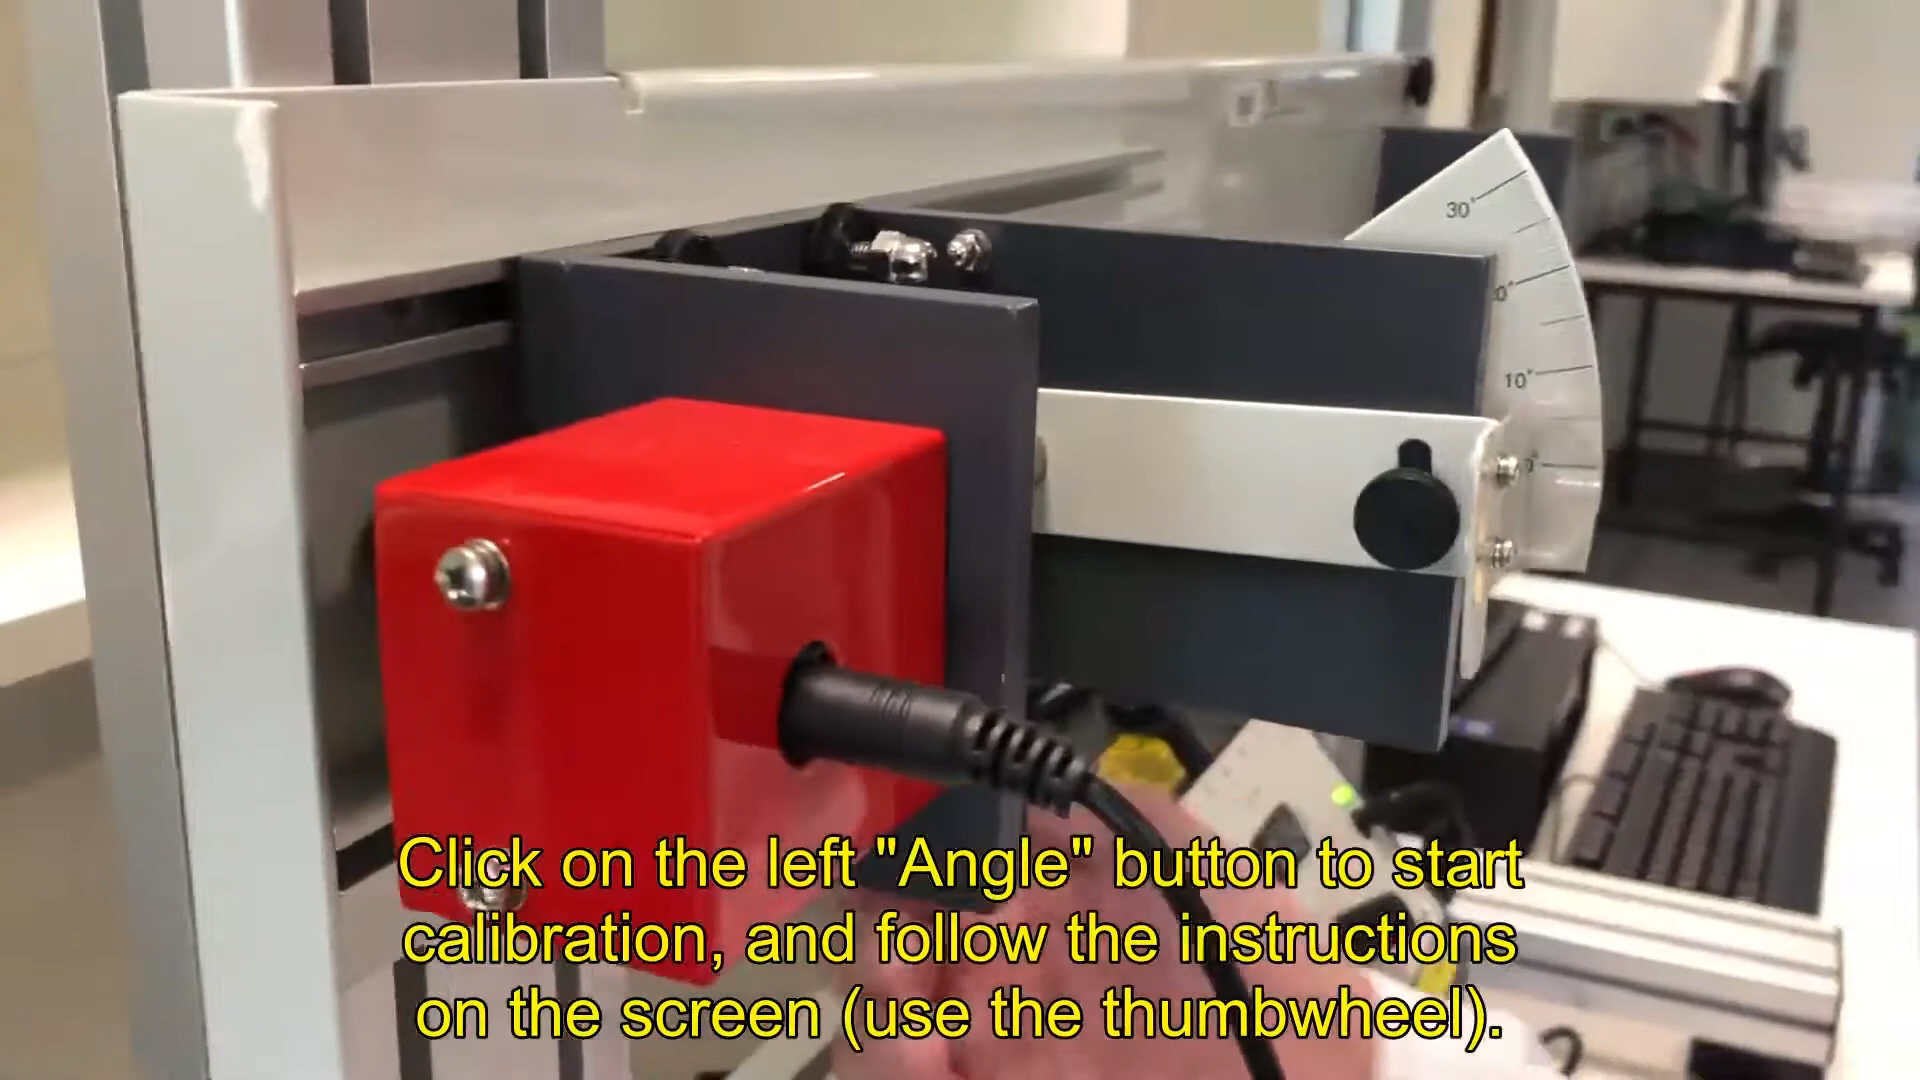 30°
0°
10°
Click on the left "Angle" button to start
calibration, and follow the instructions
on the screen (use the thumbwheel).